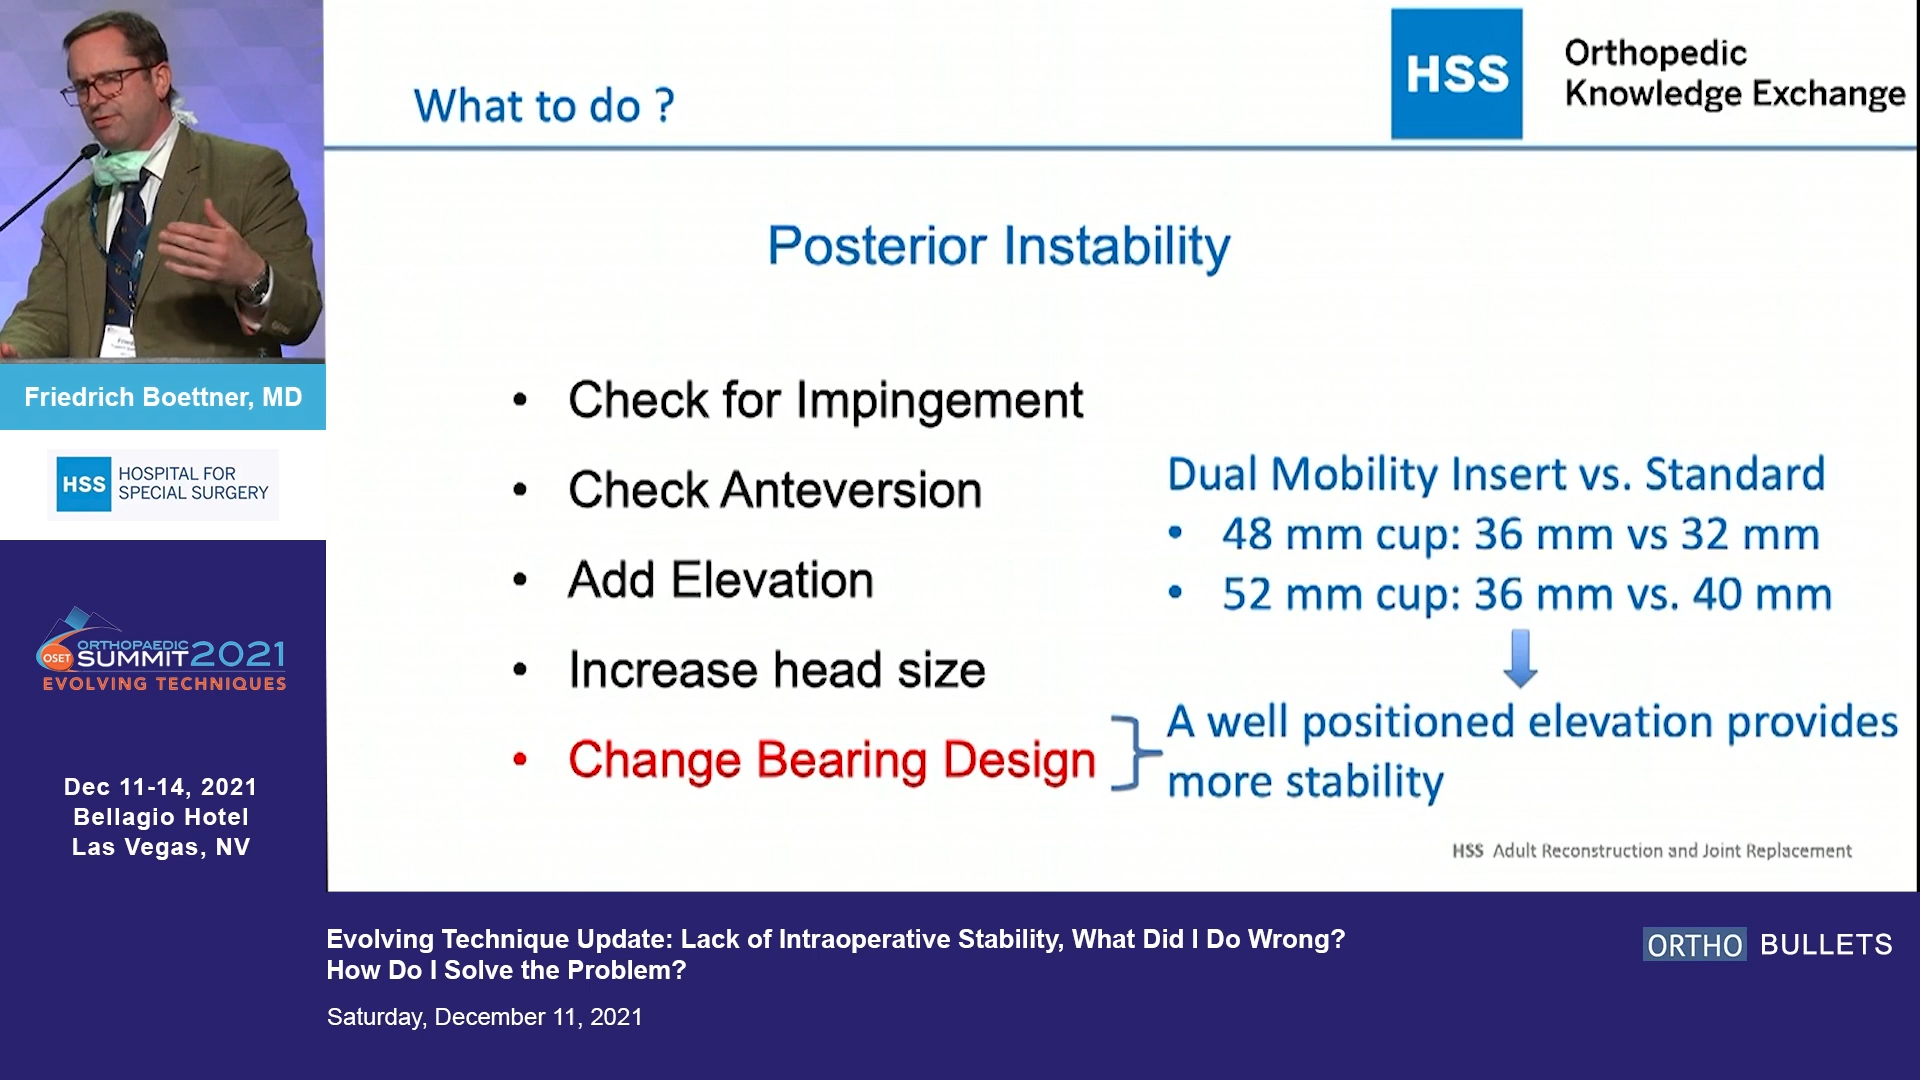 What to do ?
HSS
Orthopedic
Knowledge Exchange
Posterior Instability
• Check for Impingement
• Check Anteversion
• Add Elevation
• Increase head size
• Change Bearing Design
Dual Mobility Insert vs. Standard
• 48 mm cup: 36 mm vs 32 mm
• 52 mm cup: 36 mm vs. 40 mm
A well positioned elevation provides
more stability
HSS Adult Reconstruction and Joint Replacement
Friedrich Boettner, MD
HSS
HOSPITAL FOR
SPECIAL SURGERY
OSET
ORTHOPAEDIC
SUMMIT 2021
EVOLVING TECHNIQUES
Dec 11-14, 2021
Bellagio Hotel
Las Vegas, NV
Evolving Technique Update: Lack of Intraoperative Stability, What Did I Do Wrong?
How Do I Solve the Problem?
Saturday, December 11, 2021
ORTHO BULLETS